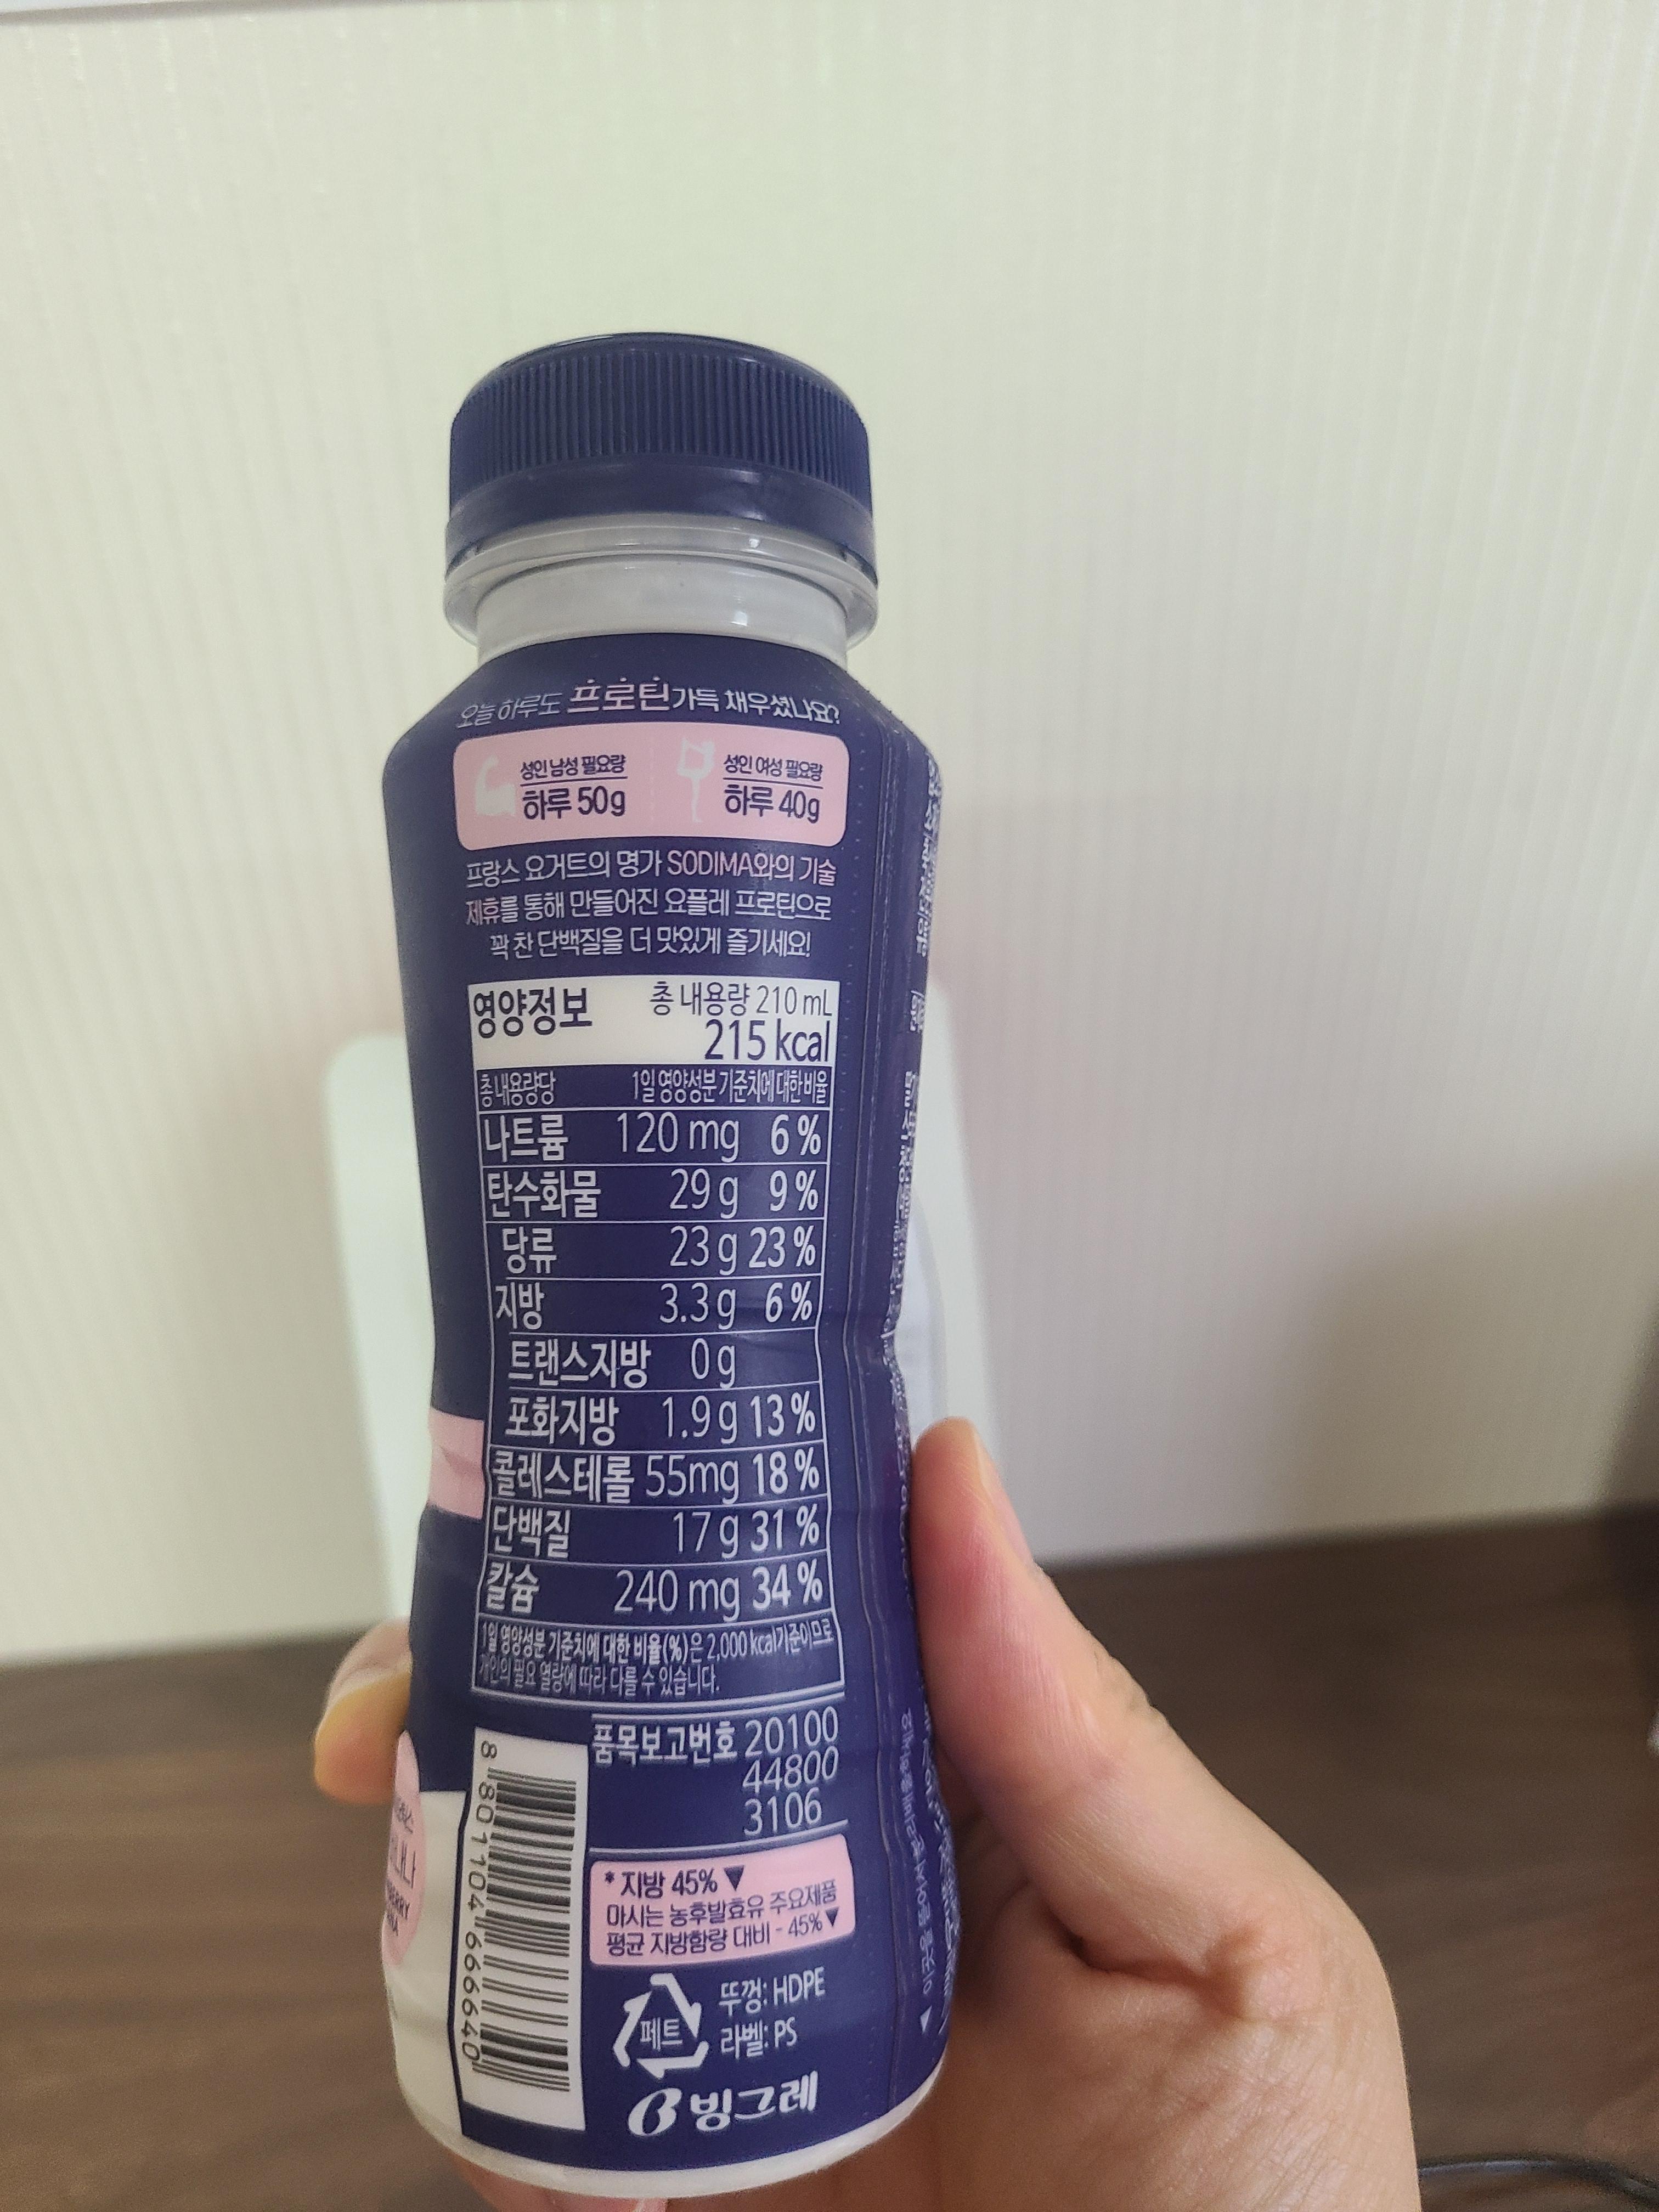 오늘 하루도 프로틴가득 채우셨나요?
성인 남성 필요량
하루 50g
성인 여성 필요량
하루 40g
프랑스 요거트의 명가 SODIMA와의 기술
제휴를 통해 만들어진 요플레 프로틴으로
꽉 찬 단백질을 더 맛있게 즐기세요!
영양정보 총 내용량 210 mL
215 kcal
총 내용량당 1일 영양성분 기준치에 대한 비율
나트륨 120 mg 6 %
탄수화물 29 g 9 %
당류 23 g 23 %
지방 3.3 g 6 %
트랜스지방 0 g
포화지방 1.9 g 13 %
콜레스테롤 55mg 18 %
단백질 17 g 31 %
칼슘 240 mg 34 %
1일 영양성분 기준치에 대한 비율(%)은 2,000 kcal기준이므로
개인의 필요 열량에 따라 다를 수 있습니다.
품목보고번호 20100
44800
3106
8 801104 666640
* 지방 45% ▼
마시는 농후발효유 주요제품
평균 지방함량 대비 - 45%▼
페트
뚜껑: HDPE
라벨: PS
빙그레